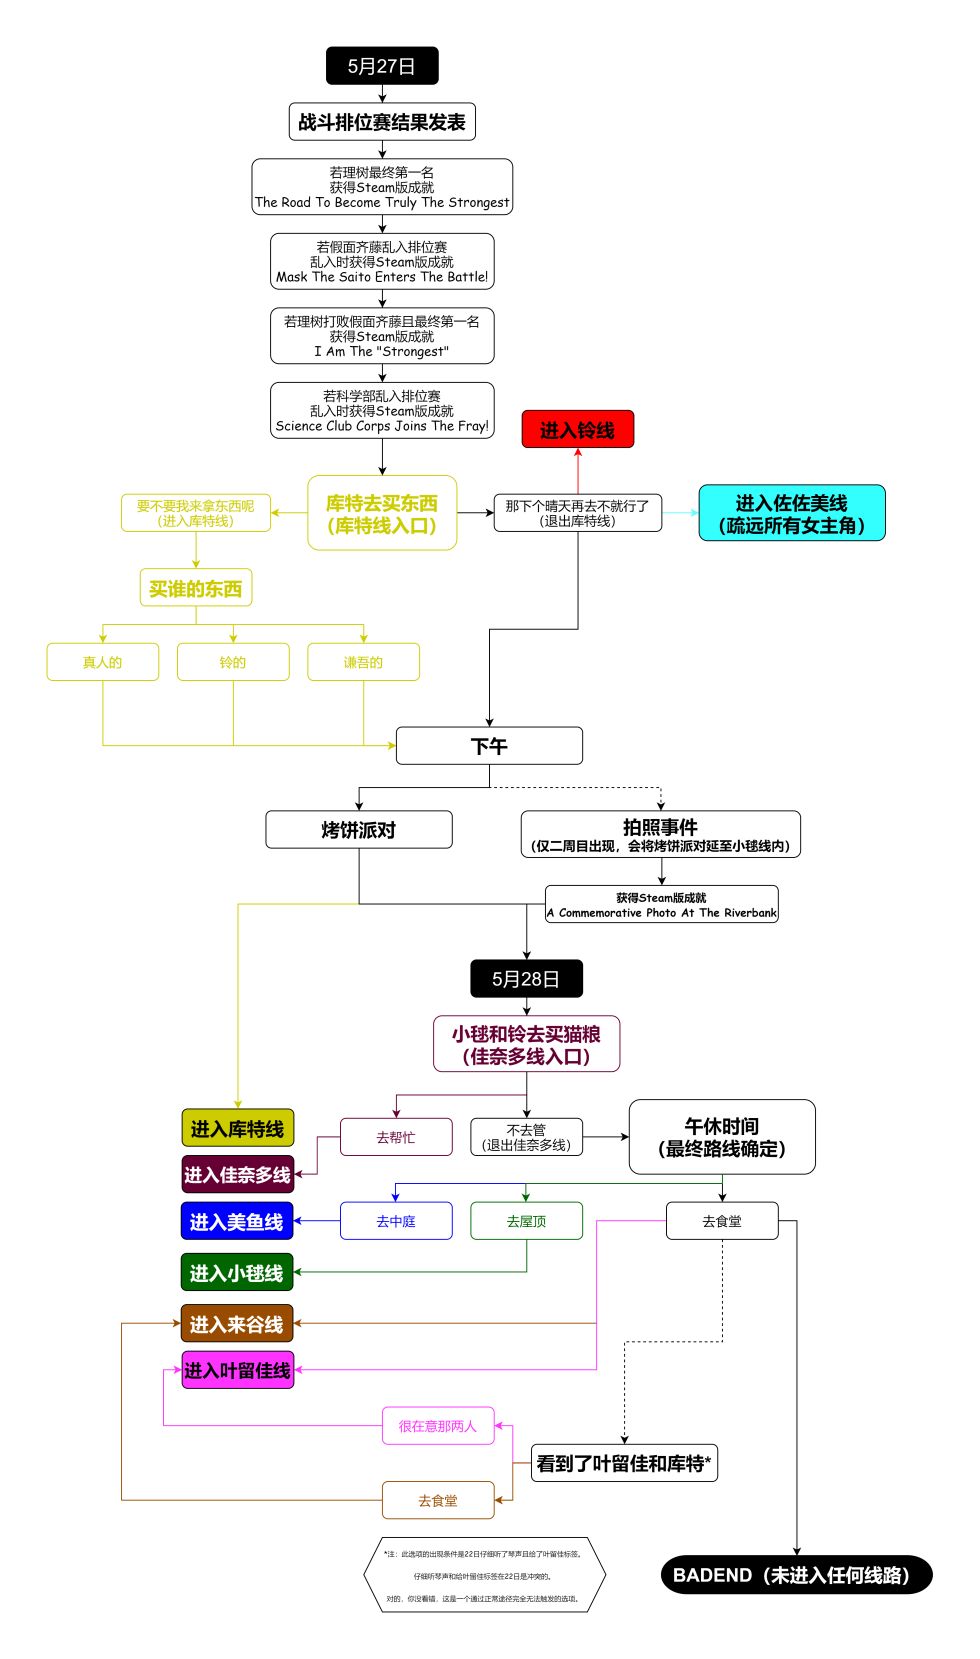 5月27日
战斗排位赛结果发表
若理树最终第一名
获得Steam版成就
The Road To Become Truly The Strongest
若假面齐藤乱入排位赛
乱入时获得Steam版成就
Mask The Saito Enters The Battle!
若理树打败假面齐藤且最终第一名
获得Steam版成就
I Am The "Strongest"
若科学部乱入排位赛
乱入时获得Steam版成就
Science Club Corps Joins The Fray!
进入铃线
库特去买东西
（库特线入口）
要不要我来拿东西呢
（进入库特线）
那下个晴天再去不就行了
（退出库特线）
进入佐佐美线
（疏远所有女主角）
买谁的东西
真人的
铃的
谦吾的
下午
烤饼派对
拍照事件
（仅二周目出现，会将烤饼派对延至小毬线内）
获得Steam版成就
A Commemorative Photo At The Riverbank
5月28日
小毬和铃去买猫粮
（佳奈多线入口）
进入库特线
去帮忙
不去管
（退出佳奈多线）
午休时间
（最终路线确定）
进入佳奈多线
进入美鱼线
去中庭
去屋顶
去食堂
进入小毬线
进入来谷线
进入叶留佳线
很在意那两人
看到了叶留佳和库特*
去食堂
*注：此选项的出现条件是22日仔细听了琴声且给了叶留佳标签。
仔细听琴声和给叶留佳标签在22日是冲突的。
对的，你没看错，这是一个通过正常途径完全无法触发的选项。
BADEND（未进入任何线路）